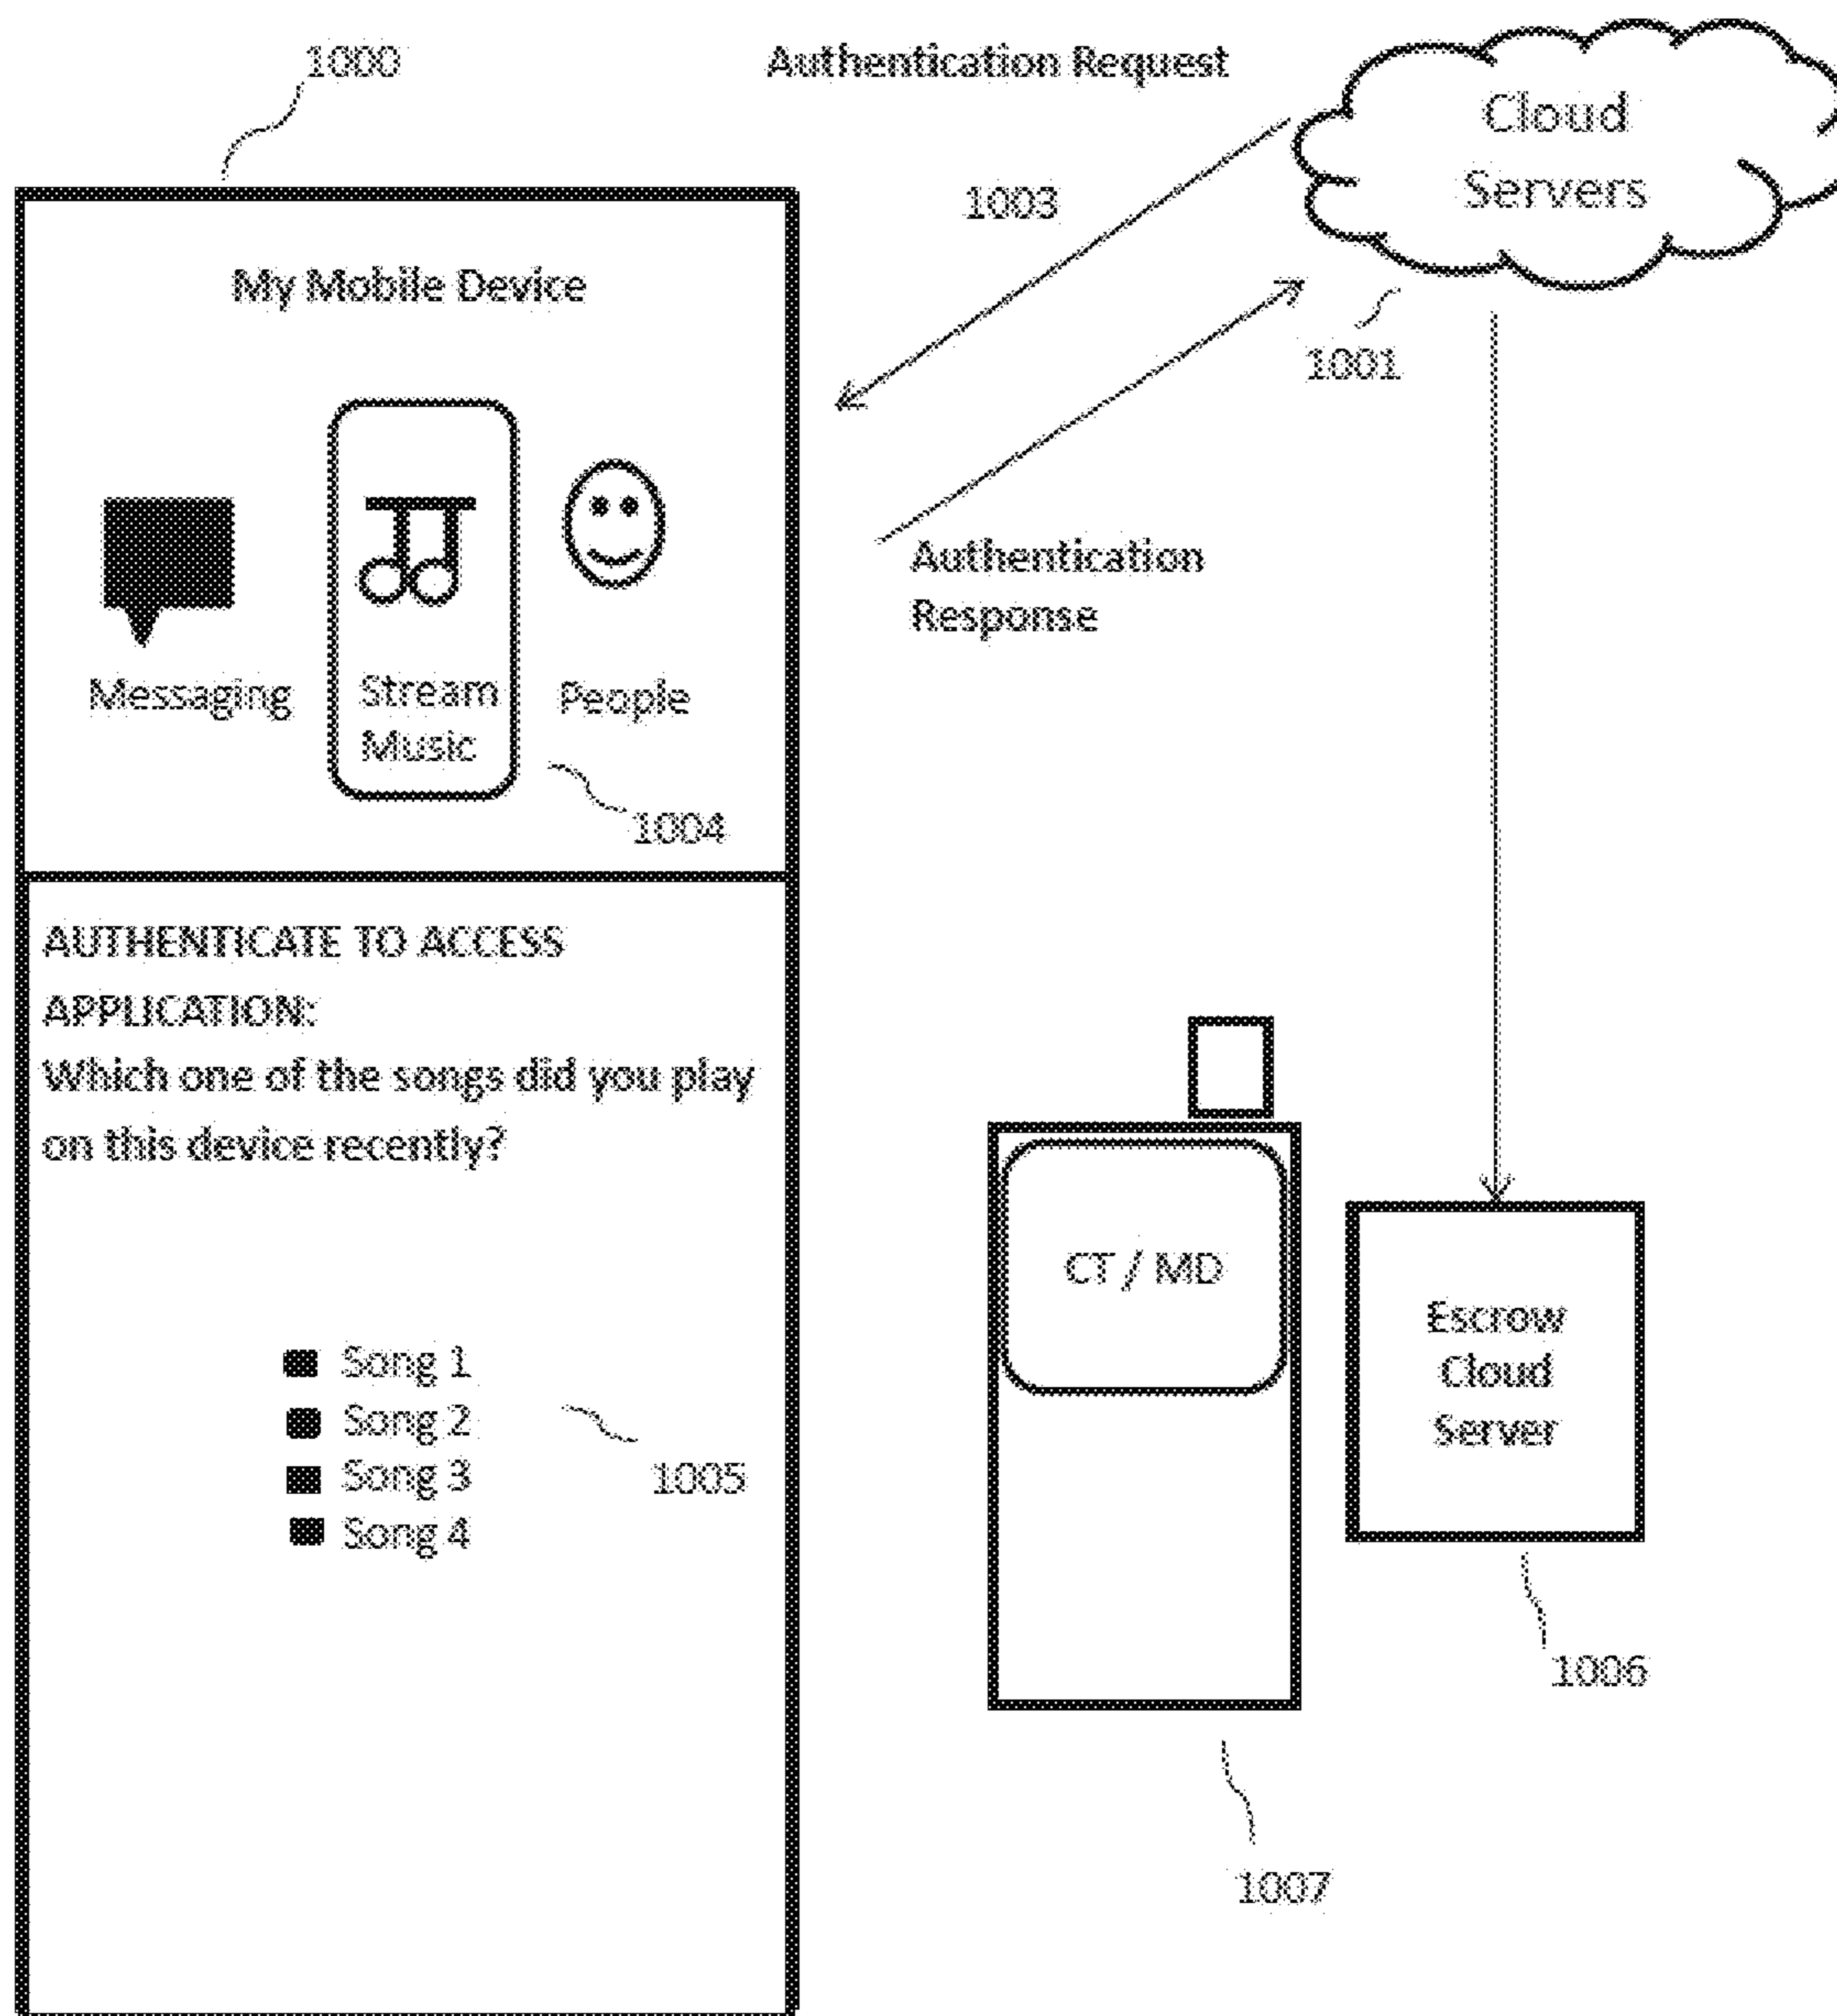 1000
Authentication Request
Cloud
Servers
1003
1001
My Mobile Device
Messaging
Stream
Music
People
1004
Authentication
Response
AUTHENTICATE TO ACCESS
APPLICATION:
Which one of the songs did you play
on this device recently?
Song 1
Song 2
Song 3
Song 4
1005
CT / MD
Escrow
Cloud
Server
1006
1007